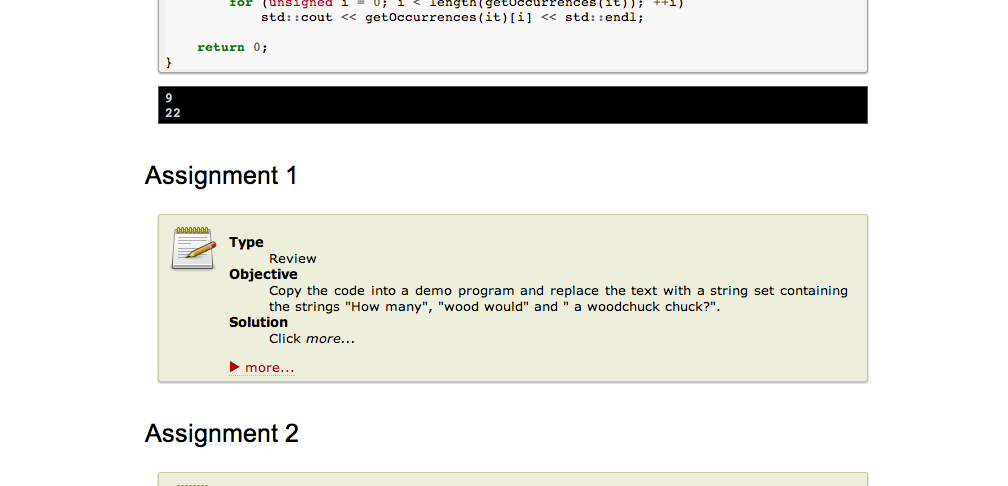 for (unsigned i = 0; i < length(getOccurrences(it)); ++i)
std::cout << getOccurrences(it)[i] << std::endl;
return 0;
}
9
22
Assignment 1
Type
Review
Objective
Copy the code into a demo program and replace the text with a string set containing
the strings "How many", "wood would" and " a woodchuck chuck?".
Solution
Click more...
▶ more...
Assignment 2